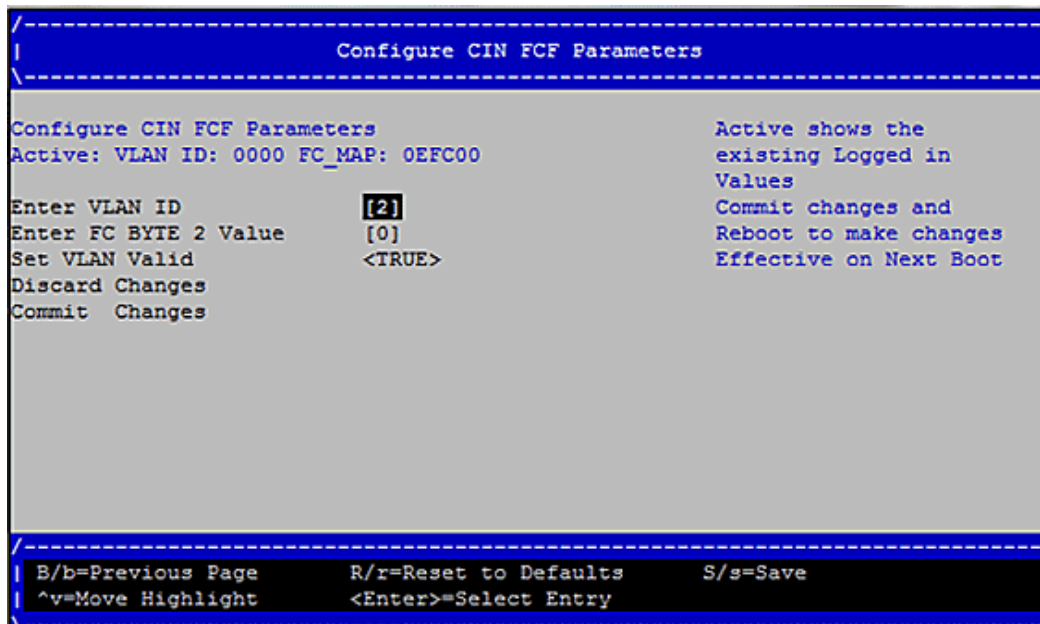 /------------------------------------------------------------------------------
| Configure CIN FCF Parameters
\------------------------------------------------------------------------------
Configure CIN FCF Parameters
Active: VLAN ID: 0000 FC_MAP: 0EFC00
Enter VLAN ID [2]
Enter FC BYTE 2 Value [0]
Set VLAN Valid <TRUE>
Discard Changes
Commit  Changes
Active shows the
existing Logged in
Values
Commit changes and
Reboot to make changes
Effective on Next Boot
/------------------------------------------------------------------------------
| B/b=Previous Page R/r=Reset to Defaults S/s=Save
| ^v=Move Highlight <Enter>=Select Entry
\------------------------------------------------------------------------------